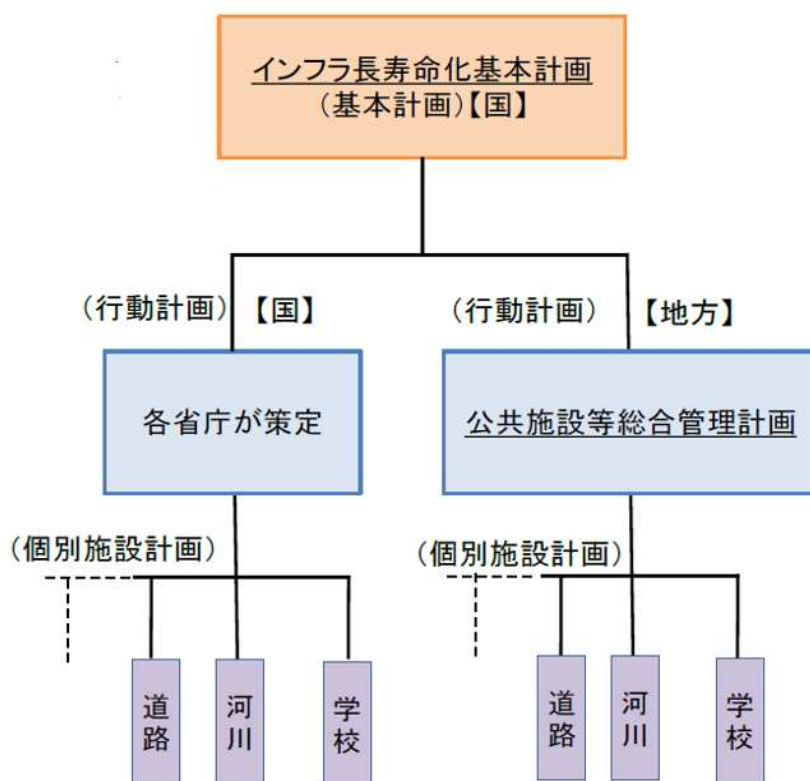 インフラ長寿命化基本計画
(基本計画)【国】
(行動計画)【国】
(行動計画)【地方】
各省庁が策定
公共施設等総合管理計画
(個別施設計画)
(個別施設計画)
道路
河川
学校
道路
河川
学校